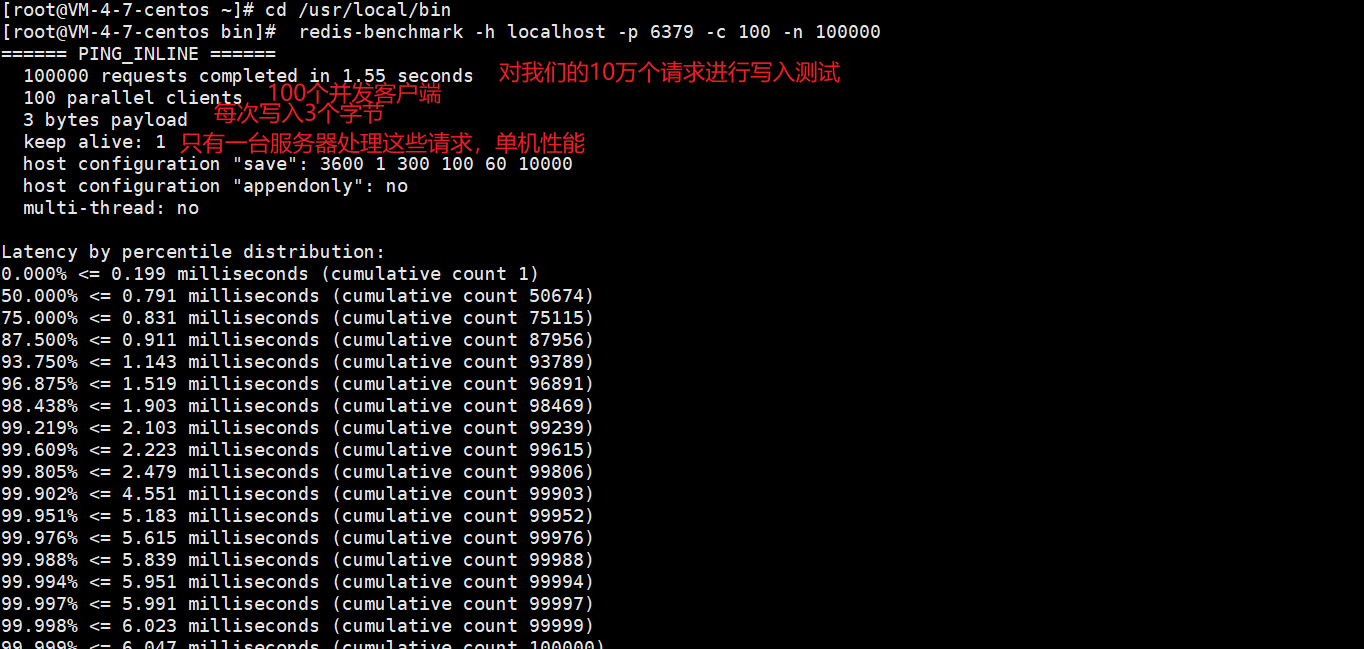 [root@VM-4-7-centos ~]# cd /usr/local/bin
[root@VM-4-7-centos bin]#  redis-benchmark -h localhost -p 6379 -c 100 -n 100000
====== PING_INLINE ======
  100000 requests completed in 1.55 seconds 对我们的10万个请求进行写入测试
  100 parallel clients 100个并发客户端
  3 bytes payload 每次写入3个字节
  keep alive: 1 只有一台服务器处理这些请求，单机性能
  host configuration "save": 3600 1 300 100 60 10000
  host configuration "appendonly": no
  multi-thread: no
Latency by percentile distribution:
0.000% <= 0.199 milliseconds (cumulative count 1)
50.000% <= 0.791 milliseconds (cumulative count 50674)
75.000% <= 0.831 milliseconds (cumulative count 75115)
87.500% <= 0.911 milliseconds (cumulative count 87956)
93.750% <= 1.143 milliseconds (cumulative count 93789)
96.875% <= 1.519 milliseconds (cumulative count 96891)
98.438% <= 1.903 milliseconds (cumulative count 98469)
99.219% <= 2.103 milliseconds (cumulative count 99239)
99.609% <= 2.223 milliseconds (cumulative count 99615)
99.805% <= 2.479 milliseconds (cumulative count 99806)
99.902% <= 4.551 milliseconds (cumulative count 99903)
99.951% <= 5.183 milliseconds (cumulative count 99952)
99.976% <= 5.615 milliseconds (cumulative count 99976)
99.988% <= 5.839 milliseconds (cumulative count 99988)
99.994% <= 5.951 milliseconds (cumulative count 99994)
99.997% <= 5.991 milliseconds (cumulative count 99997)
99.998% <= 6.023 milliseconds (cumulative count 99999)
99.999% <= 6.047 milliseconds (cumulative count 100000)